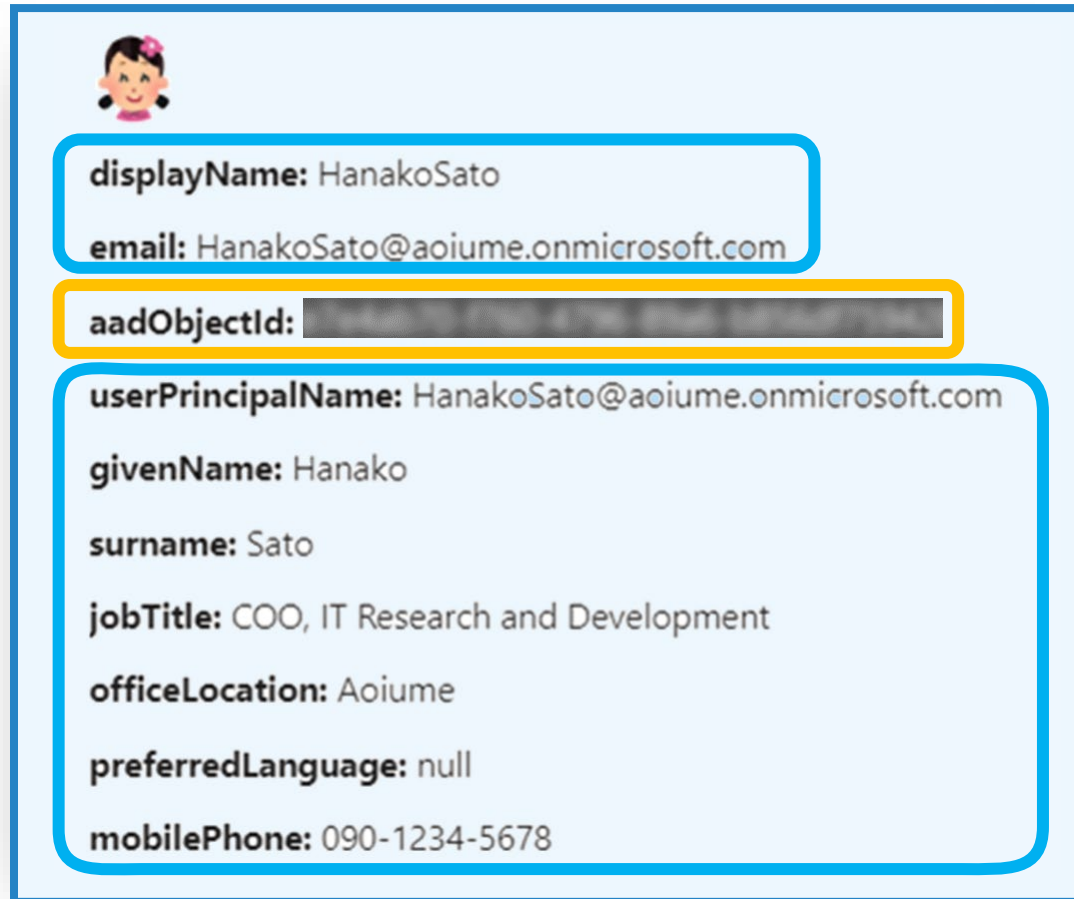 displayName: HanakoSato
email: HanakoSato@aoiume.onmicrosoft.com
aadObjectId:
userPrincipalName: HanakoSato@aoiume.onmicrosoft.com
givenName: Hanako
surname: Sato
jobTitle: COO, IT Research and Development
officeLocation: Aoiume
preferredLanguage: null
mobilePhone: 090-1234-5678